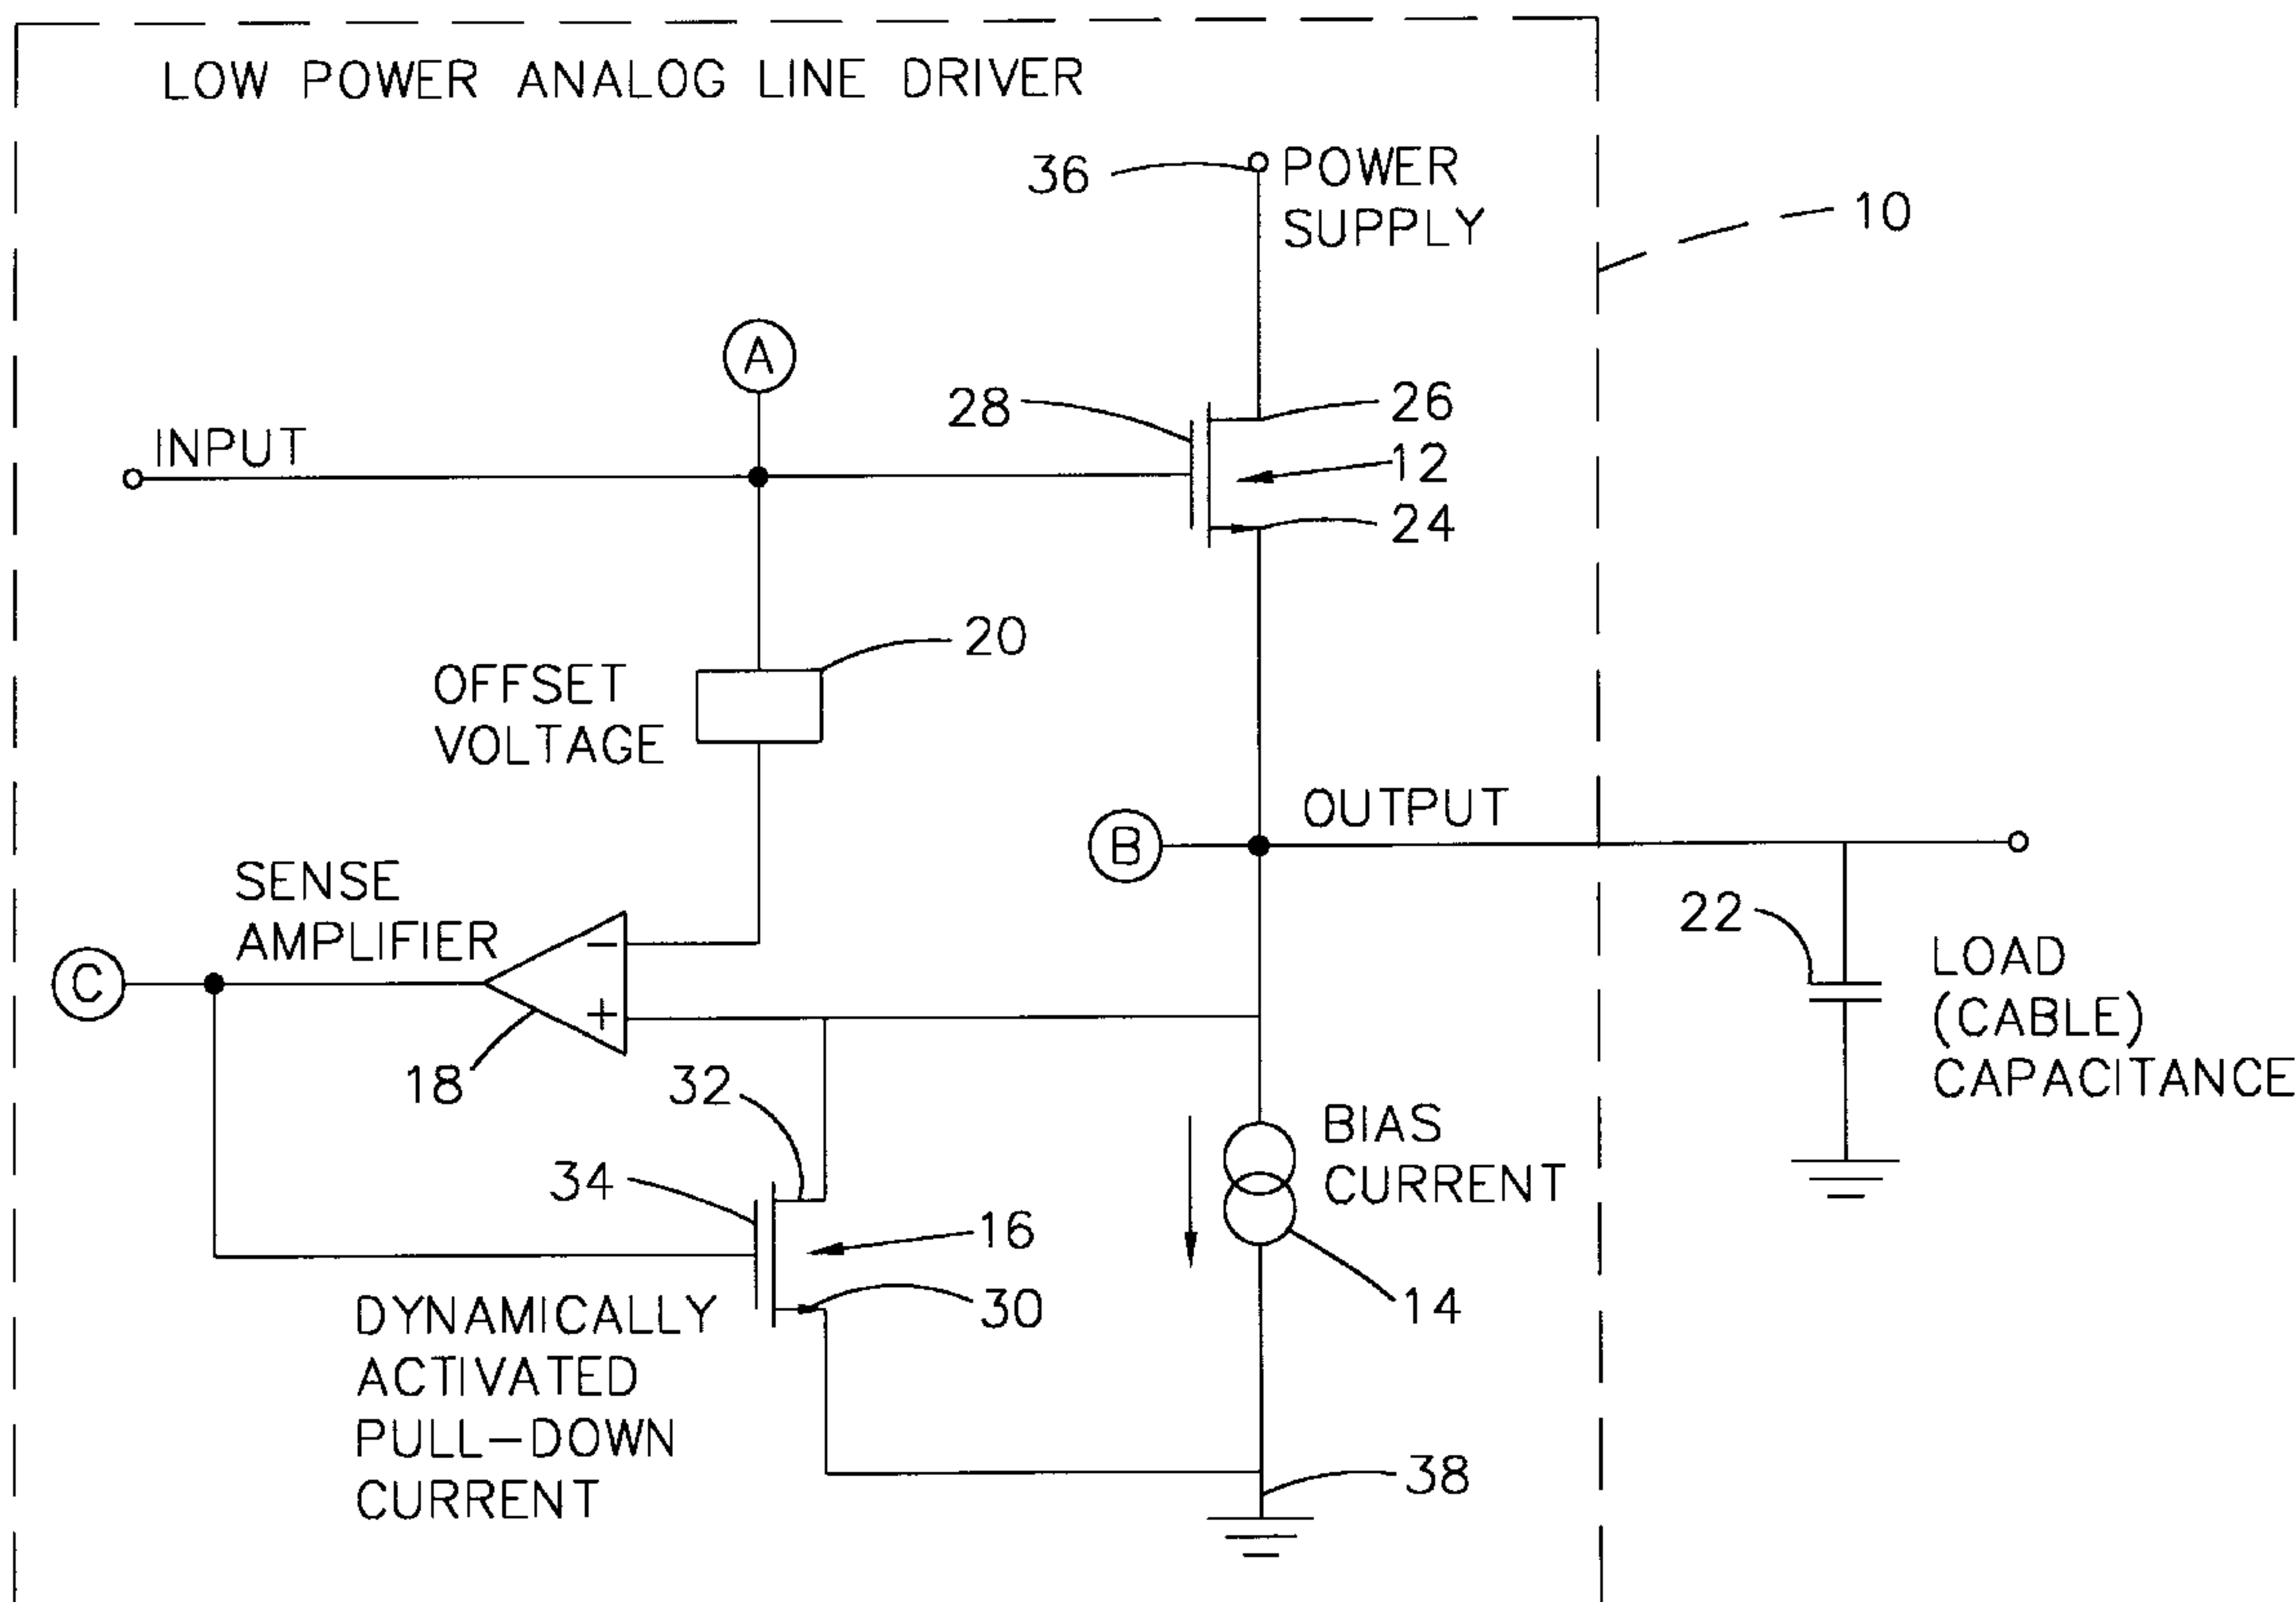 LOW POWER ANALOG LINE DRIVER
36
POWER
SUPPLY
10
A
28
26
INPUT
12
24
20
OFFSET
VOLTAGE
OUTPUT
B
SENSE
AMPLIFIER
22
LOAD
(CABLE)
CAPACITANCE
C
−
+
18
32
BIAS
CURRENT
34
16
30
14
DYNAMICALLY
ACTIVATED
PULL−DOWN
CURRENT
38